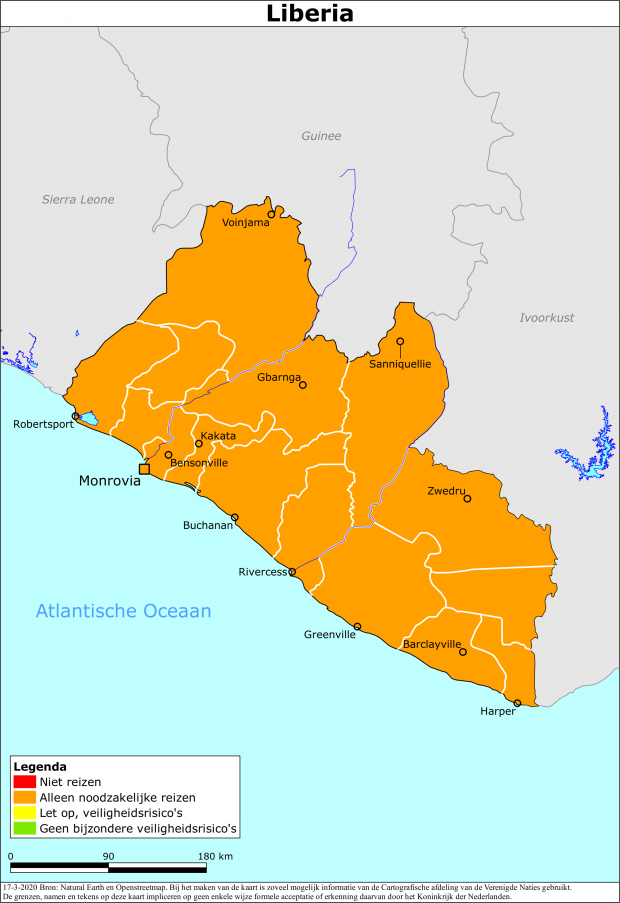 Liberia
Guinee
Sierra Leone
Voinjama
Ivoorkust
Sanniquellie
Gbarnga
Robertsport
Kakata
Bensonville
Monrovia
Zwedru
Buchanan
Rivercess
Atlantische Oceaan
Greenville
Barclayville
Harper
Legenda
Niet reizen
Alleen noodzakelijke reizen
Let op, veiligheidsrisico's
Geen bijzondere veiligheidsrisico's
0 90 180 km
17-3-2020 Bron: Natural Earth en Openstreetmap. Bij het maken van de kaart is zoveel mogelijk informatie van de Cartografische afdeling van de Verenigde Naties gebruikt.
De grenzen, namen en tekens op deze kaart impliceren op geen enkele wijze formele acceptatie of erkenning daarvan door het Koninkrijk der Nederlanden.